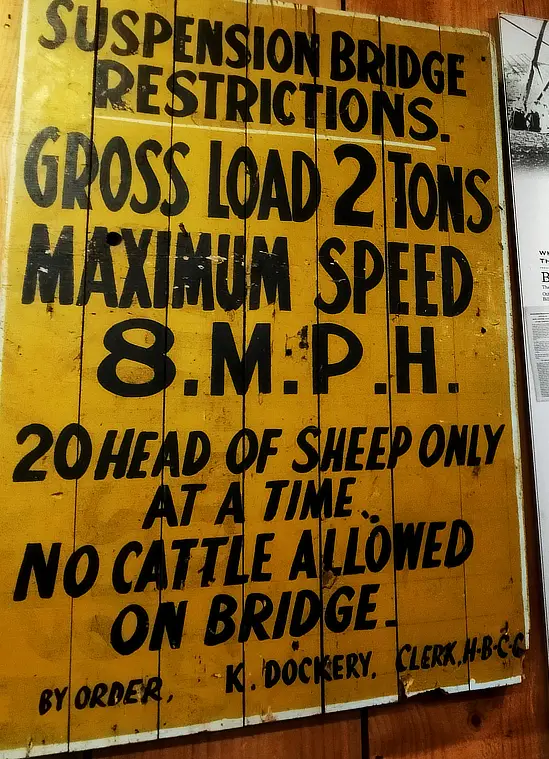 SUSPENSION BRIDGE
RESTRICTIONS.
GROSS LOAD 2 TONS
MAXIMUM SPEED
8.M.P.H.
20 HEAD OF SHEEP ONLY
AT A TIME.
NO CATTLE ALLOWED
ON BRIDGE.
BY ORDER, K. DOCKERY, CLERK, H·B·C·C